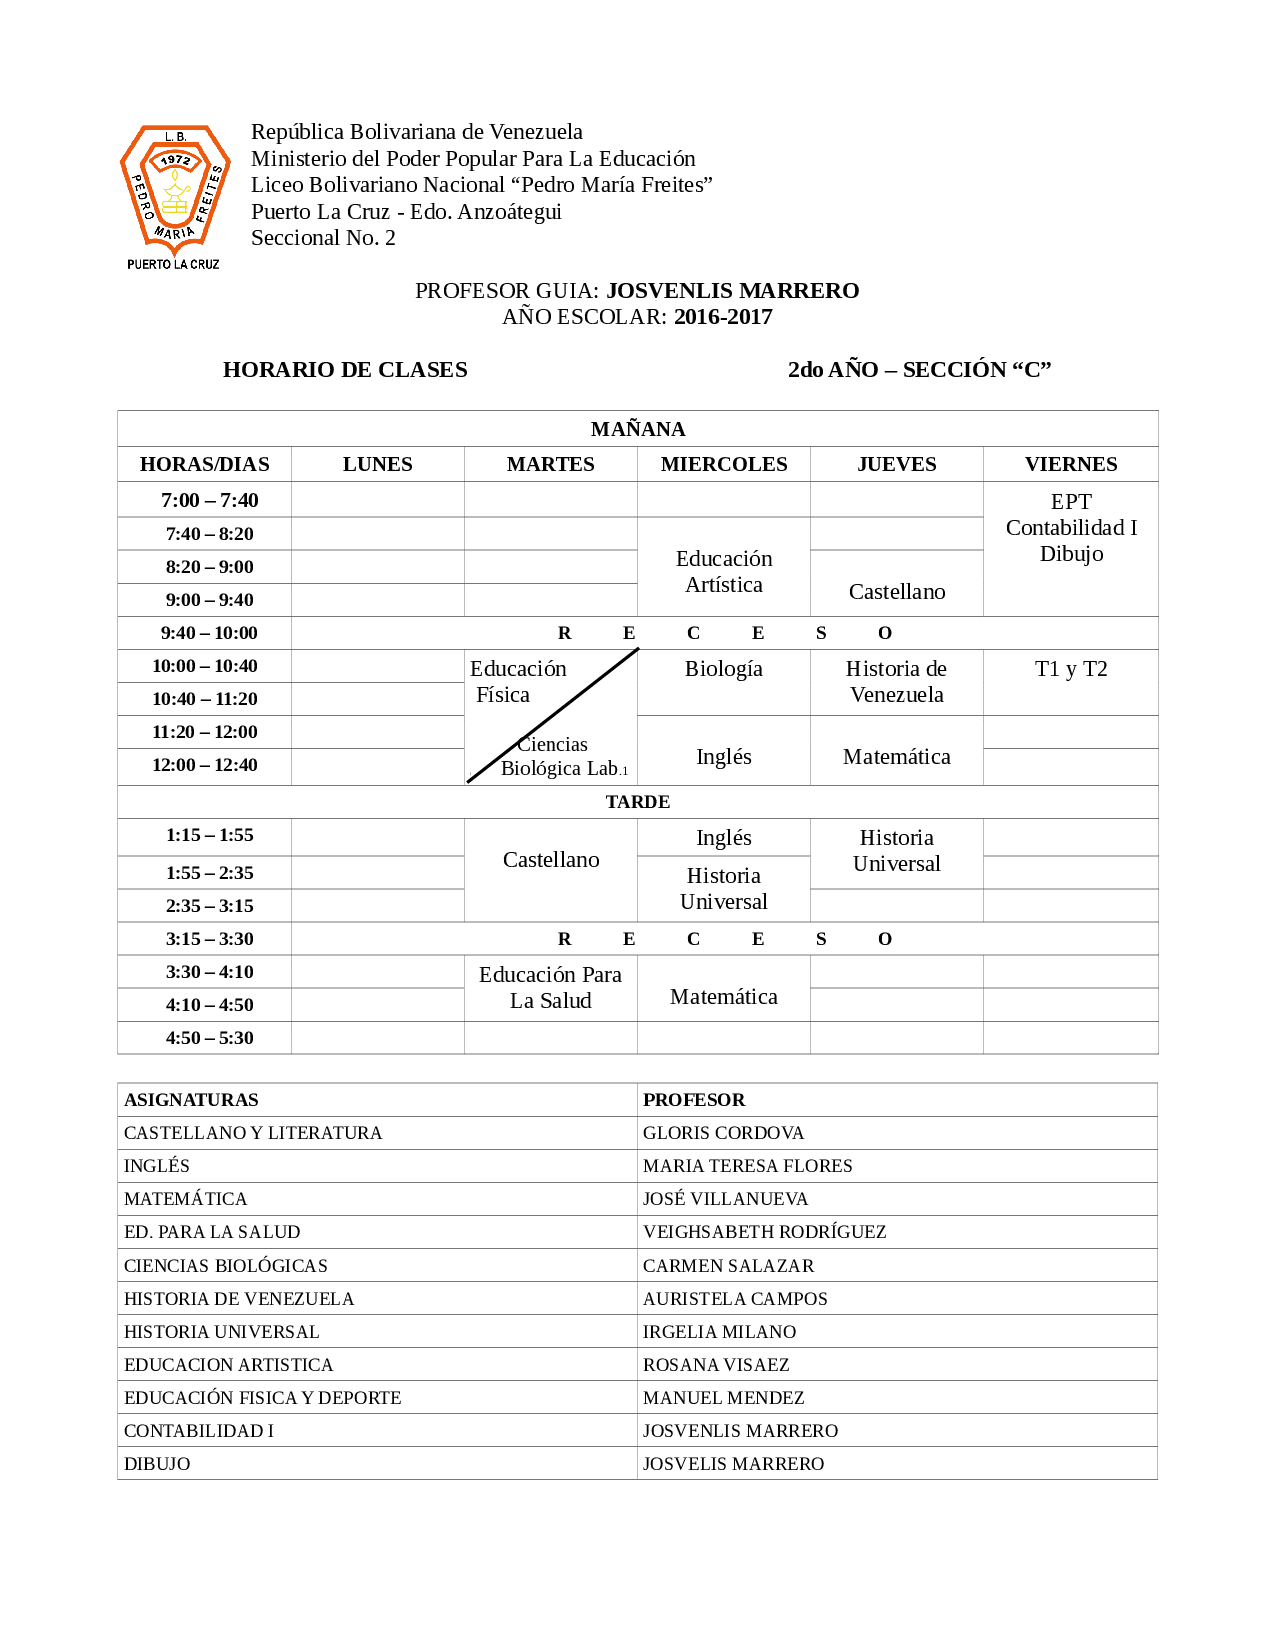 L. B.
1972
PEDRO MARIA FREITES
PUERTO LA CRUZ
República Bolivariana de Venezuela
Ministerio del Poder Popular Para La Educación
Liceo Bolivariano Nacional “Pedro María Freites”
Puerto La Cruz - Edo. Anzoátegui
Seccional No. 2
PROFESOR GUIA: JOSVENLIS MARRERO
AÑO ESCOLAR: 2016-2017
HORARIO DE CLASES 2do AÑO – SECCIÓN “C”
MAÑANA
HORAS/DIAS LUNES MARTES MIERCOLES JUEVES VIERNES
7:00 – 7:40 EPT
Contabilidad I
Dibujo
7:40 – 8:20 Educación
Artística
8:20 – 9:00 Castellano
9:00 – 9:40
9:40 – 10:00 R E C E S O
10:00 – 10:40 Educación
Física
Ciencias
Biológica Lab.1
Biología
Historia de
Venezuela
T1 y T2
10:40 – 11:20
11:20 – 12:00 Inglés Matemática
12:00 – 12:40
TARDE
1:15 – 1:55 Castellano Inglés Historia
Universal
1:55 – 2:35 Historia
Universal
2:35 – 3:15
3:15 – 3:30 R E C E S O
3:30 – 4:10 Educación Para
La Salud
Matemática
4:10 – 4:50
4:50 – 5:30
ASIGNATURAS PROFESOR
CASTELLANO Y LITERATURA GLORIS CORDOVA
INGLÉS MARIA TERESA FLORES
MATEMÁTICA JOSÉ VILLANUEVA
ED. PARA LA SALUD VEIGHSABETH RODRÍGUEZ
CIENCIAS BIOLÓGICAS CARMEN SALAZAR
HISTORIA DE VENEZUELA AURISTELA CAMPOS
HISTORIA UNIVERSAL IRGELIA MILANO
EDUCACION ARTISTICA ROSANA VISAEZ
EDUCACIÓN FISICA Y DEPORTE MANUEL MENDEZ
CONTABILIDAD I JOSVENLIS MARRERO
DIBUJO JOSVELIS MARRERO